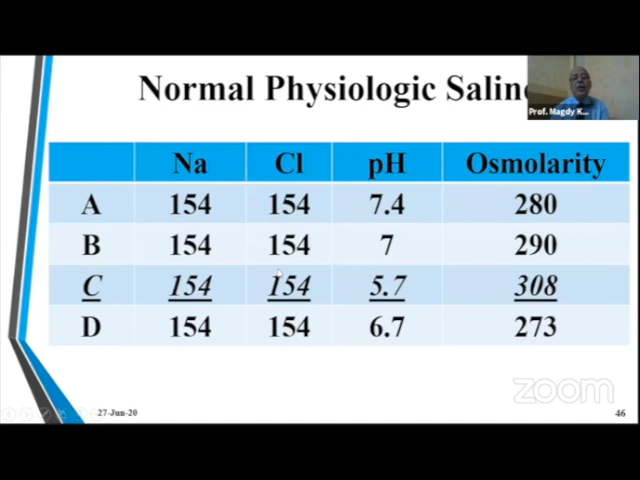 Normal Physiologic Saline
Prof. Magdy K...
Na Cl pH Osmolarity
A 154 154 7.4 280
B 154 154 7 290
C 154 154 5.7 308
D 154 154 6.7 273
zoom
27-Jun-20 46